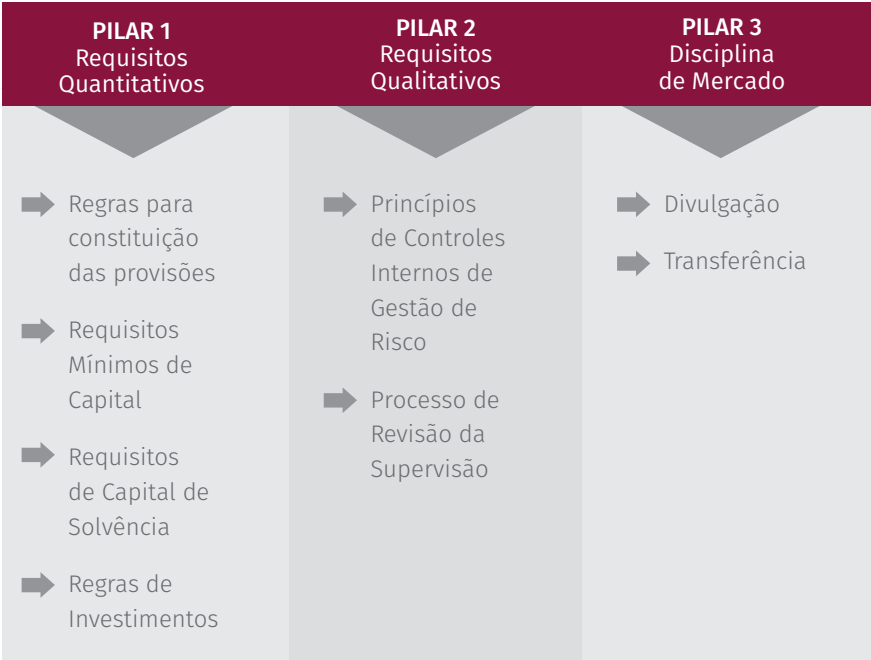 PILAR 1
Requisitos
Quantitativos
Regras para
constituição
das provisões
Requisitos
Mínimos de
Capital
Requisitos
de Capital de
Solvência
Regras de
Investimentos
PILAR 2
Requisitos
Qualitativos
Princípios
de Controles
Internos de
Gestão de
Risco
Processo de
Revisão da
Supervisão
PILAR 3
Disciplina
de Mercado
Divulgação
Transferência